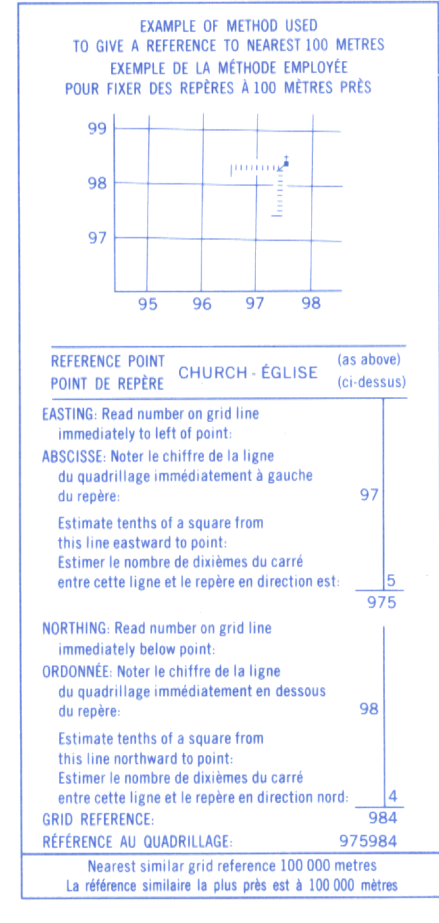 EXAMPLE OF METHOD USED
TO GIVE A REFERENCE TO NEAREST 100 METRES
EXEMPLE DE LA MÉTHODE EMPLOYÉE
POUR FIXER DES REPÈRES À 100 MÈTRES PRÈS
99
98
97
95 96 97 98
REFERENCE POINT
POINT DE REPÈRE
CHURCH - ÉGLISE
(as above)
(ci-dessus)
EASTING: Read number on grid line
immediately to left of point:
ABSCISSE: Noter le chiffre de la ligne
du quadrillage immédiatement à gauche
du repère: 97
Estimate tenths of a square from
this line eastward to point:
Estimer le nombre de dixièmes du carré
entre cette ligne et le repère en direction est: 5
975
NORTHING: Read number on grid line
immediately below point:
ORDONNÉE: Noter le chiffre de la ligne
du quadrillage immédiatement en dessous
du repère: 98
Estimate tenths of a square from
this line northward to point:
Estimer le nombre de dixièmes du carré
entre cette ligne et le repère en direction nord: 4
GRID REFERENCE: 984
RÉFÉRENCE AU QUADRILLAGE: 975984
Nearest similar grid reference 100 000 metres
La référence similaire la plus près est à 100 000 mètres